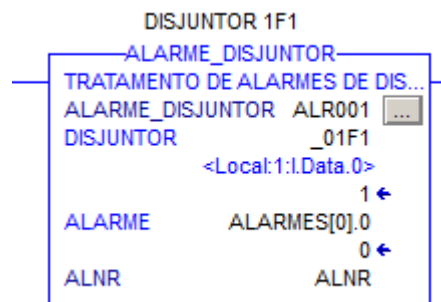 DISJUNTOR 1F1
ALARME_DISJUNTOR
TRATAMENTO DE ALARMES DE DIS...
ALARME_DISJUNTOR ALR001 ...
DISJUNTOR _01F1
<Local:1:I.Data.0>
1
ALARME ALARMES[0].0
0
ALNR ALNR